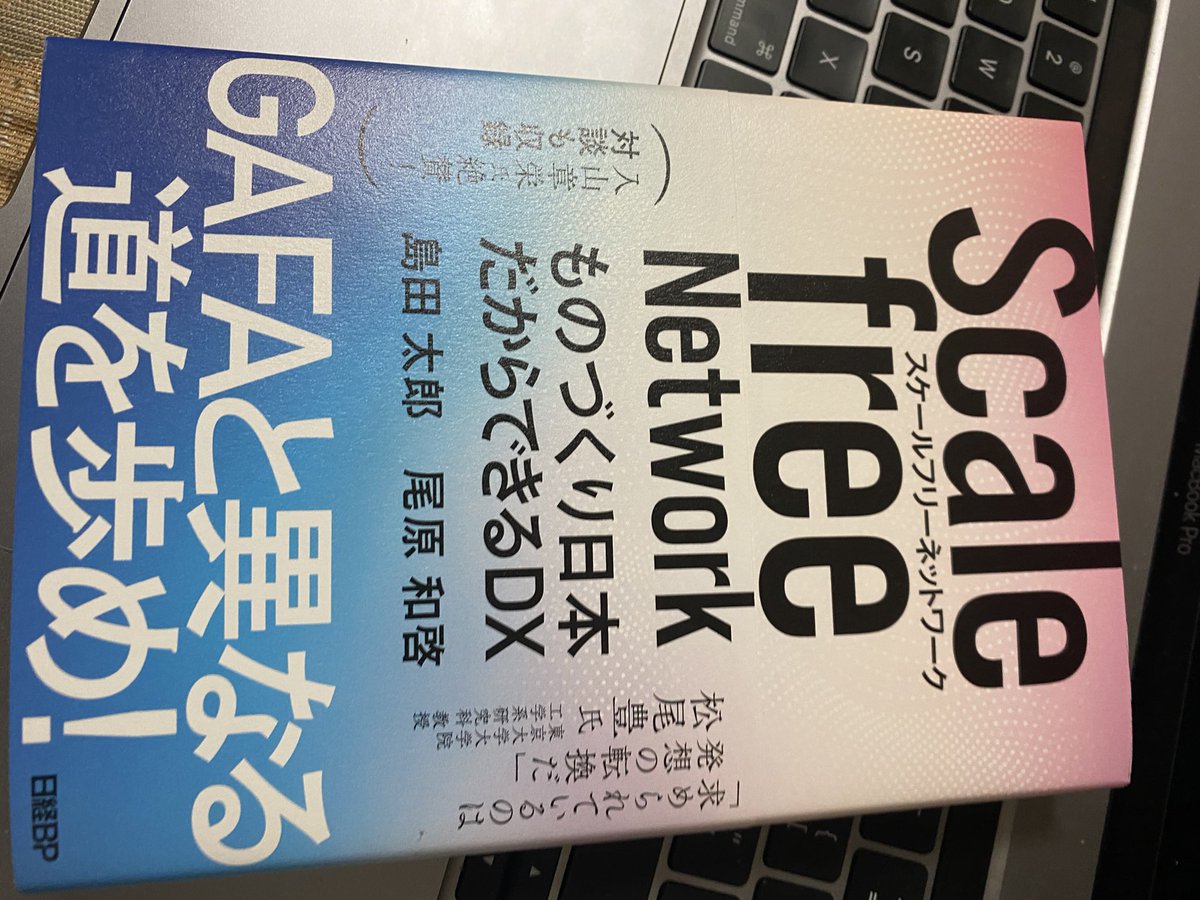 Scale
free
スケールフリーネットワーク
Network
入山章栄氏絶賛!
対談も収録
ものづくり日本
だからできるDX
島田 太郎 尾原 和啓
「求められているのは
発想の転換だ」
東京大学大学院
工学系研究科 教授
松尾 豊氏
GAFAと異なる
道を歩め!
日経BP
⌘
X
S
W
@
2
MacBook Pro